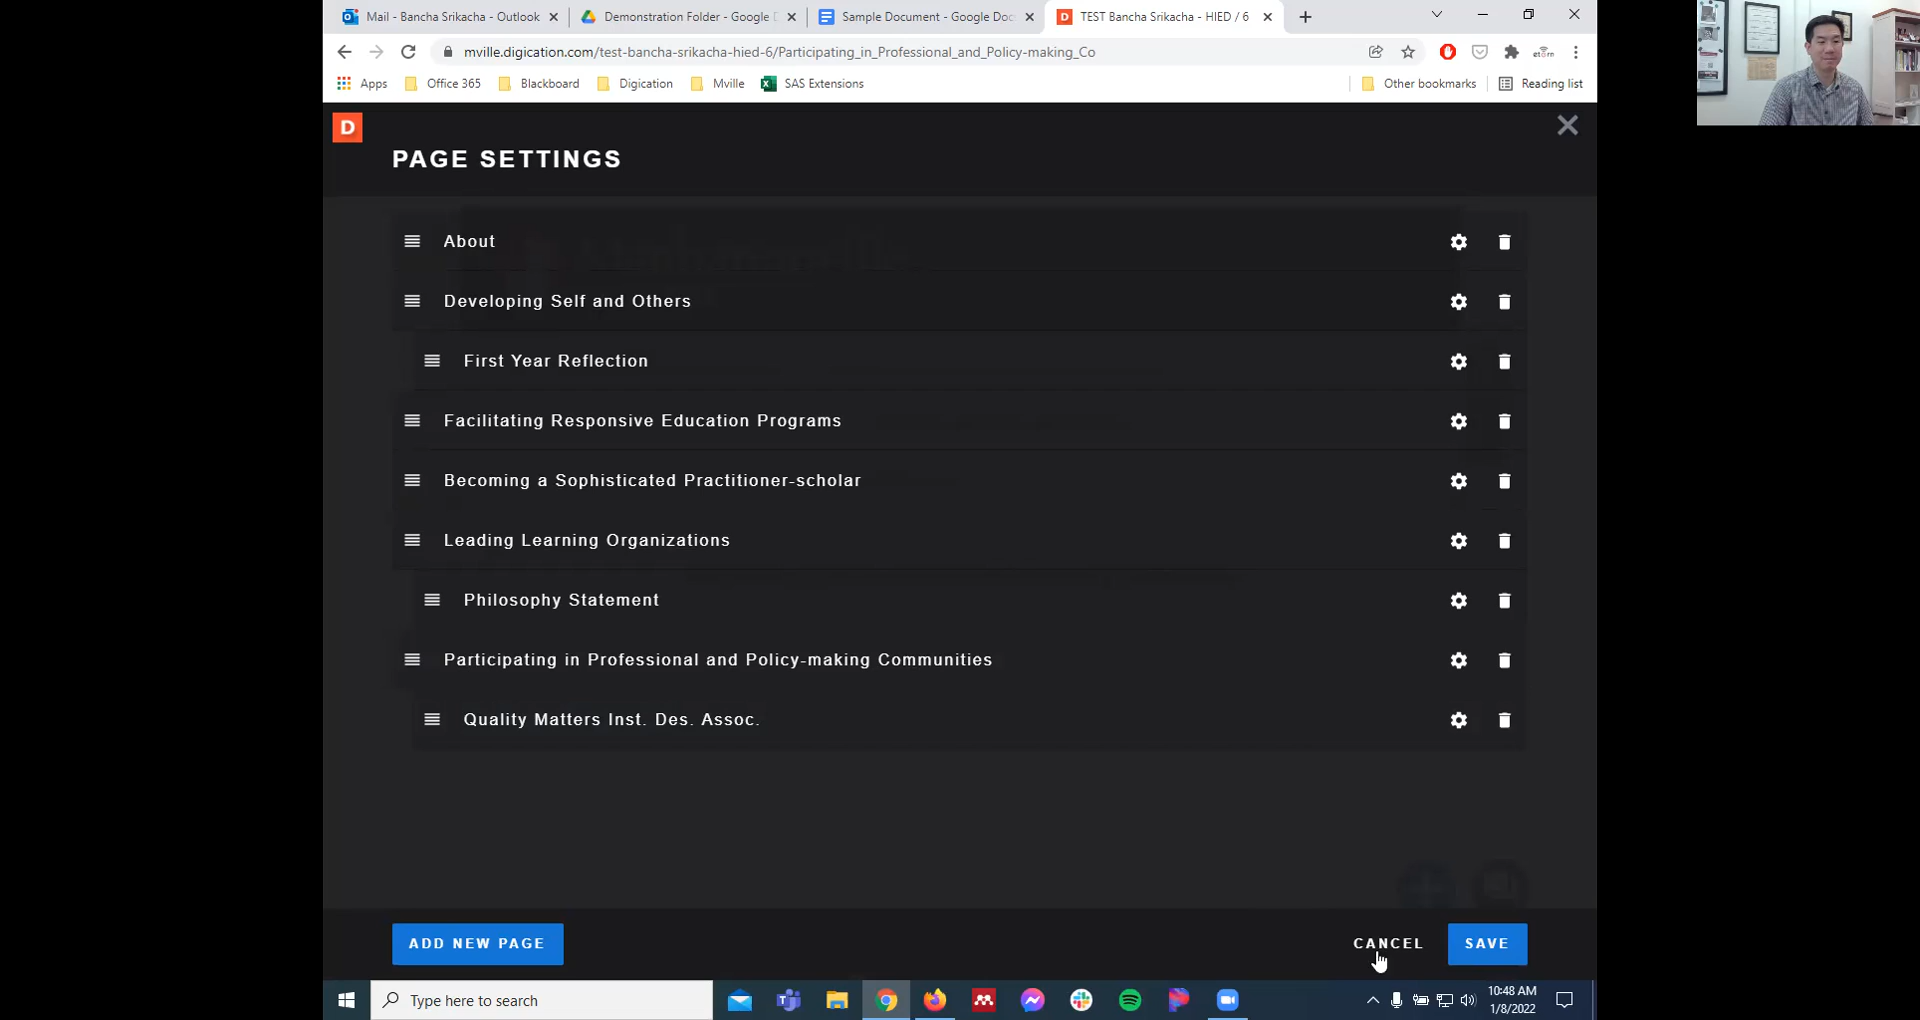 Mail - Bancha Srikacha - Outlook
Demonstration Folder - Google D
Sample Document - Google Doc
TEST Bancha Srikacha - HIED / 6
mville.digication.com/test-bancha-srikacha-hied-6/Participating_in_Professional_and_Policy-making_Co
Apps
Office 365
Blackboard
Digication
Mville
SAS Extensions
Other bookmarks
Reading list
D
PAGE SETTINGS
About
Developing Self and Others
First Year Reflection
Facilitating Responsive Education Programs
Becoming a Sophisticated Practitioner-scholar
Leading Learning Organizations
Philosophy Statement
Participating in Professional and Policy-making Communities
Quality Matters Inst. Des. Assoc.
ADD NEW PAGE
CANCEL
SAVE
Type here to search
10:48 AM
1/8/2022